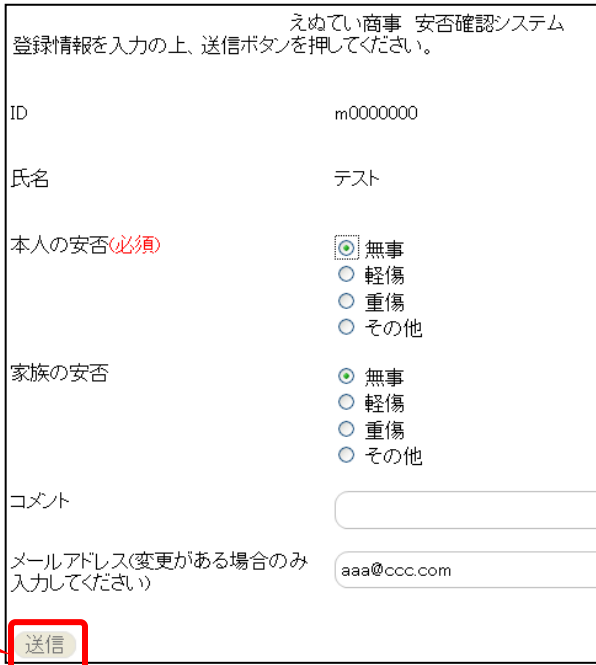 えぬてい商事 安否確認システム
登録情報を入力の上、送信ボタンを押してください。
ID m0000000
氏名 テスト
本人の安否(必須) 無事
軽傷
重傷
その他
家族の安否 無事
軽傷
重傷
その他
コメント
メールアドレス(変更がある場合のみ
入力してください) aaa@ccc.com
送信